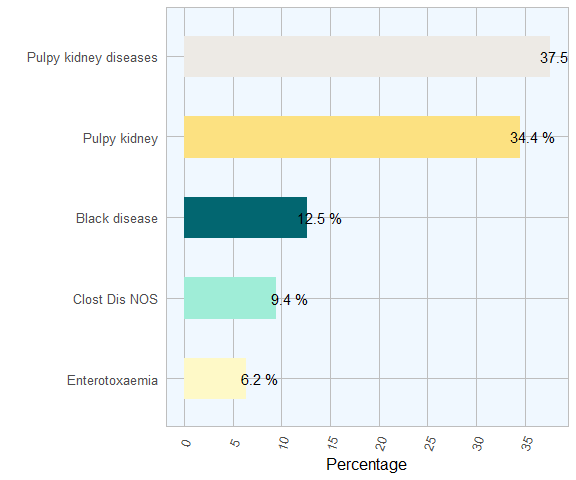 Pulpy kidney diseases
37.5
Pulpy kidney
34.4 %
Black disease
12.5 %
Clost Dis NOS
9.4 %
Enterotoxaemia
6.2 %
0 5 10 15 20 25 30 35
Percentage